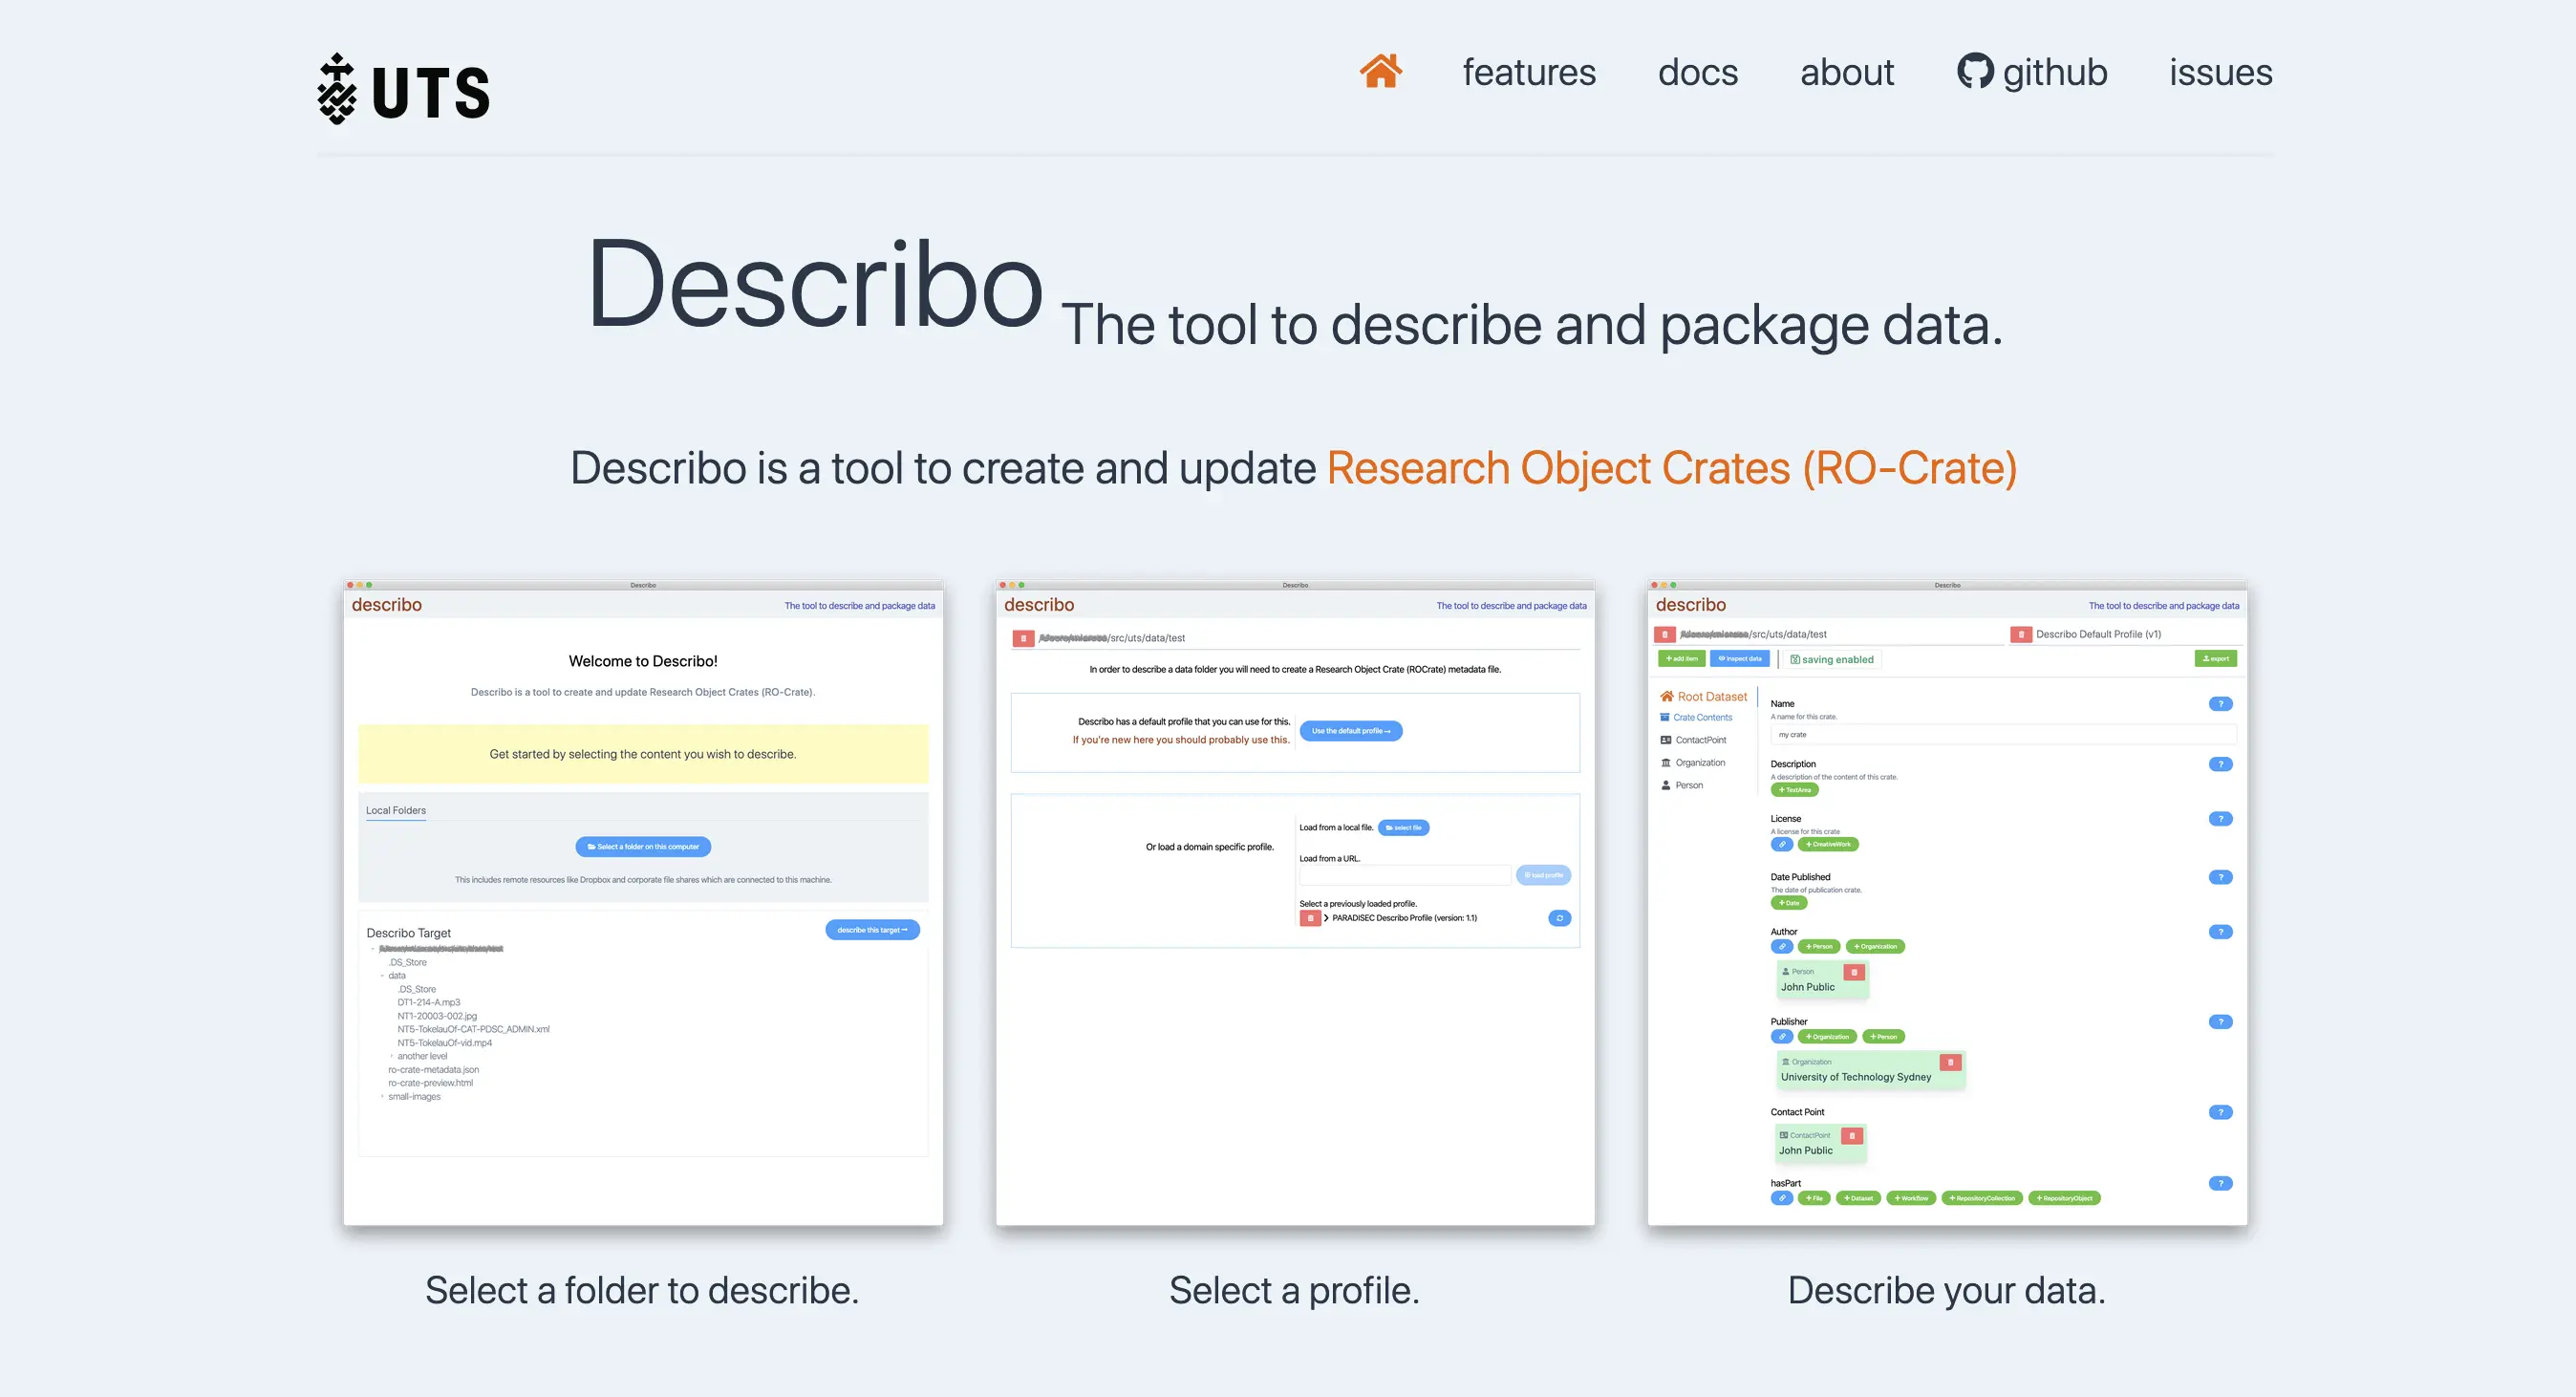 UTS
features docs about github issues
Describo The tool to describe and package data.
Describo is a tool to create and update Research Object Crates (RO-Crate)
Describo
describo The tool to describe and package data
Welcome to Describo!
Describo is a tool to create and update Research Object Crates (RO-Crate).
Get started by selecting the content you wish to describe.
Local Folders
Select a folder on this computer
This includes remote resources like Dropbox and corporate file shares which are connected to this machine.
Describo Target
describe this target
.DS_Store
data
.DS_Store
DT1-214-A.mp3
NT1-20003-002.jpg
NT5-TokelauOf-CAT-PDSC_ADMIN.xml
NT5-TokelauOf-vid.mp4
another level
ro-crate-metadata.json
ro-crate-preview.html
small-images
Select a folder to describe.
Describo
describo The tool to describe and package data
/src/uts/data/test
In order to describe a data folder you will need to create a Research Object Crate (ROCrate) metadata file.
Describo has a default profile that you can use for this.
If you're new here you should probably use this.
Use the default profile
Or load a domain specific profile.
Load from a local file. select file
Load from a URL.
load profile
Select a previously loaded profile.
PARADISEC Describo Profile (version: 1.1)
Select a profile.
Describo
describo The tool to describe and package data
/src/uts/data/test Describo Default Profile (v1)
+ add item inspect data saving enabled export
Root Dataset
Crate Contents
ContactPoint
Organization
Person
Name ?
A name for this crate.
my crate
Description ?
A description of the content of this crate.
+ TextArea
License ?
A license for this crate
+ CreativeWork
Date Published ?
The date of publication crate.
+ Date
Author ?
+ Person + Organization
Person
John Public
Publisher ?
+ Organization + Person
Organization
University of Technology Sydney
Contact Point ?
ContactPoint
John Public
hasPart ?
+ File + Dataset + Workflow + RepositoryCollection + RepositoryObject
Describe your data.